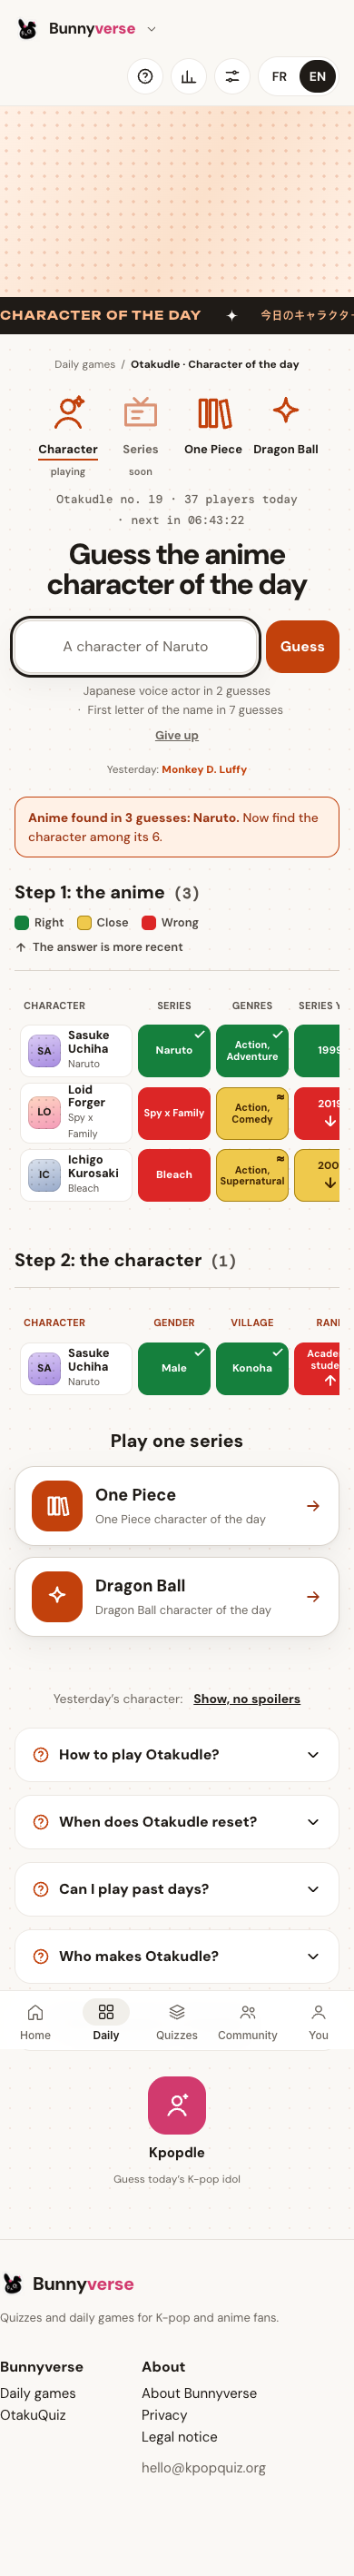 Bunnyverse
FR EN
CHARACTER OF THE DAY ✦ 今日のキャラクター
Daily games / Otakudle · Character of the day
Character Series One Piece Dragon Ball
playing soon
Otakudle no. 19 · 37 players today
· next in 06:43:22
Guess the anime
character of the day
A character of Naruto Guess
Japanese voice actor in 2 guesses
· First letter of the name in 7 guesses
Give up
Yesterday: Monkey D. Luffy
Anime found in 3 guesses: Naruto. Now find the
character among its 6.
Step 1: the anime (3)
Right Close Wrong
↑ The answer is more recent
CHARACTER SERIES GENRES SERIES Y
SA Sasuke Uchiha Naruto Naruto Action, Adventure 1999
LO Loid Forger Spy x Family Spy x Family Action, Comedy 2019 ↓
IC Ichigo Kurosaki Bleach Bleach Action, Supernatural 200 ↓
Step 2: the character (1)
CHARACTER GENDER VILLAGE RANK
SA Sasuke Uchiha Naruto Male Konoha Acade stude ↑
Play one series
One Piece
One Piece character of the day
Dragon Ball
Dragon Ball character of the day
Yesterday's character: Show, no spoilers
How to play Otakudle?
When does Otakudle reset?
Can I play past days?
Who makes Otakudle?
Home Daily Quizzes Community You
Kpopdle
Guess today's K-pop idol
Bunnyverse
Quizzes and daily games for K-pop and anime fans.
Bunnyverse
Daily games
OtakuQuiz
About
About Bunnyverse
Privacy
Legal notice
hello@kpopquiz.org